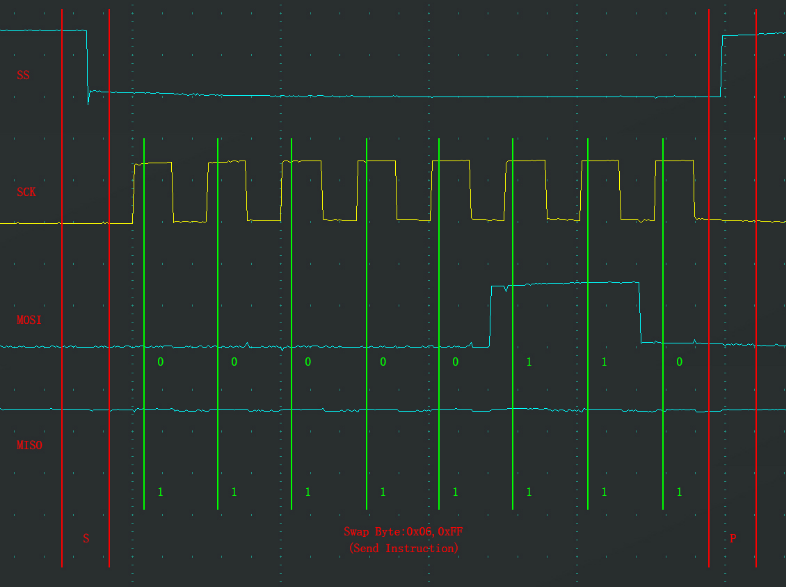 SS
SCK
MOSI
0 0 0 0 0 1 1 0
MISO
1 1 1 1 1 1 1 1
Swap Byte:0x06,0xFF
S P
(Send Instruction)